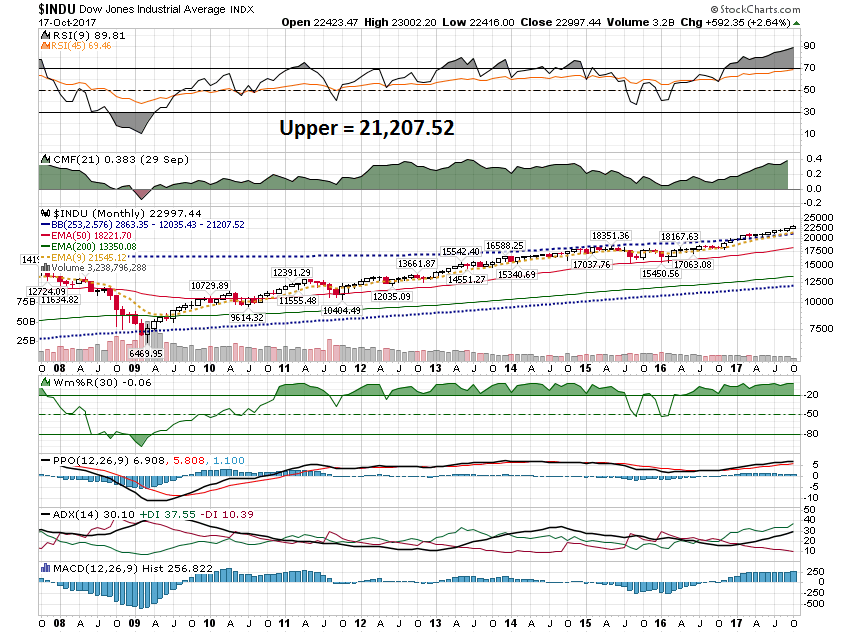 $INDU Dow Jones Industrial Average INDX
© StockCharts.com
17-Oct-2017
Open 22423.47 High 23002.20 Low 22416.00 Close 22997.44 Volume 3.2B Chg +592.35 (+2.64%)
RSI(9) 89.81
RSI(45) 69.46
90
70
50
30
10
Upper = 21,207.52
CMF(21) 0.383 (29 Sep)
0.4
0.2
0.0
-0.2
$INDU (Monthly) 22997.44
BB(253,2.576) 2863.35 - 12035.43 - 21207.52
EMA(50) 18221.70
EMA(200) 13350.08
EMA(9) 21545.12
Volume 3,238,796,288
25000
22500
20000
17500
15000
12500
10000
7500
75B
50B
25B
12724.09
11634.82
6469.95
10729.89
9614.32
12391.29
11555.48
10404.49
12035.09
13661.87
15542.40
14551.27
16588.25
15340.69
18351.36
17037.76
15450.56
18167.63
17063.08
08 A J O 09 A J O 10 A J O 11 A J O 12 A J O 13 A J O 14 A J O 15 A J O 16 A J O 17 A J O
Wm%R(30) -0.06
-20
-50
-80
PPO(12,26,9) 6.908, 5.808, 1.100
5
0
-5
-10
ADX(14) 30.10 +DI 37.55 -DI 10.39
50
40
30
20
10
MACD(12,26,9) Hist 256.822
250
0
-250
-500
08 A J O 09 A J O 10 A J O 11 A J O 12 A J O 13 A J O 14 A J O 15 A J O 16 A J O 17 A J O